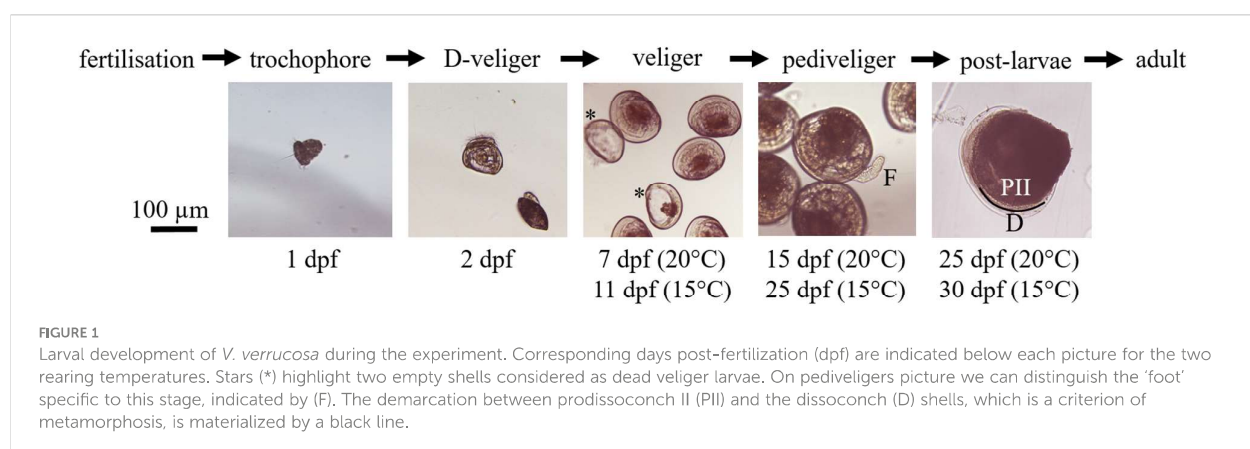 fertilisation → trochophore → D-veliger → veliger → pediveliger → post-larvae → adult
*
*
F
PII
D
100 µm
1 dpf 2 dpf 7 dpf (20°C) 15 dpf (20°C) 25 dpf (20°C)
11 dpf (15°C) 25 dpf (15°C) 30 dpf (15°C)
FIGURE 1
Larval development of V. verrucosa during the experiment. Corresponding days post-fertilization (dpf) are indicated below each picture for the two
rearing temperatures. Stars (*) highlight two empty shells considered as dead veliger larvae. On pediveligers picture we can distinguish the ‘foot’
specific to this stage, indicated by (F). The demarcation between prodissoconch II (PII) and the dissoconch (D) shells, which is a criterion of
metamorphosis, is materialized by a black line.